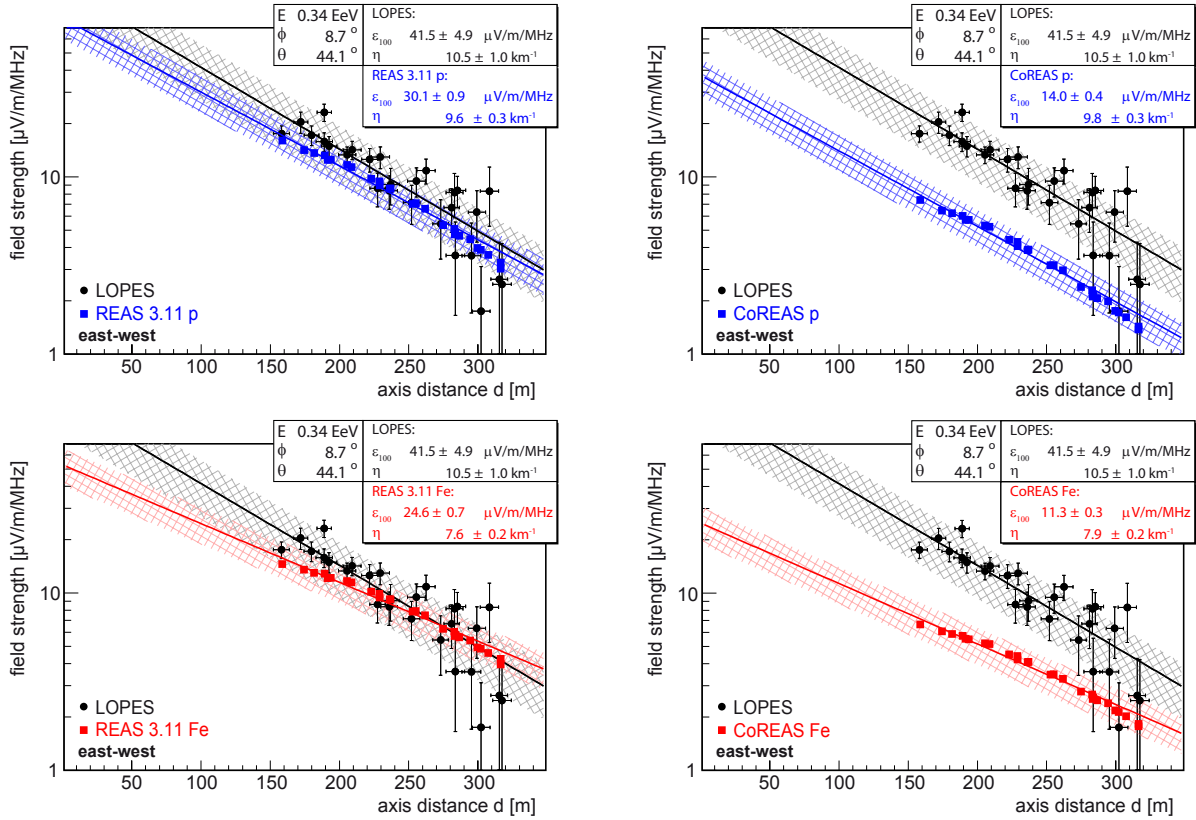 E 0.34 EeV
ϕ 8.7 °
θ 44.1 °
LOPES:
ε100 41.5 ± 4.9 μV/m/MHz
η 10.5 ± 1.0 km-1
REAS 3.11 p:
ε100 30.1 ± 0.9 μV/m/MHz
η 9.6 ± 0.3 km-1
field strength [μV/m/MHz]
10
1
LOPES
REAS 3.11 p
east-west
50 100 150 200 250 300
axis distance d [m]
E 0.34 EeV
ϕ 8.7 °
θ 44.1 °
LOPES:
ε100 41.5 ± 4.9 μV/m/MHz
η 10.5 ± 1.0 km-1
CoREAS p:
ε100 14.0 ± 0.4 μV/m/MHz
η 9.8 ± 0.3 km-1
field strength [μV/m/MHz]
10
1
LOPES
CoREAS p
east-west
50 100 150 200 250 300
axis distance d [m]
E 0.34 EeV
ϕ 8.7 °
θ 44.1 °
LOPES:
ε100 41.5 ± 4.9 μV/m/MHz
η 10.5 ± 1.0 km-1
REAS 3.11 Fe:
ε100 24.6 ± 0.7 μV/m/MHz
η 7.6 ± 0.2 km-1
field strength [μV/m/MHz]
10
1
LOPES
REAS 3.11 Fe
east-west
50 100 150 200 250 300
axis distance d [m]
E 0.34 EeV
ϕ 8.7 °
θ 44.1 °
LOPES:
ε100 41.5 ± 4.9 μV/m/MHz
η 10.5 ± 1.0 km-1
CoREAS Fe:
ε100 11.3 ± 0.3 μV/m/MHz
η 7.9 ± 0.2 km-1
field strength [μV/m/MHz]
10
1
LOPES
CoREAS Fe
east-west
50 100 150 200 250 300
axis distance d [m]